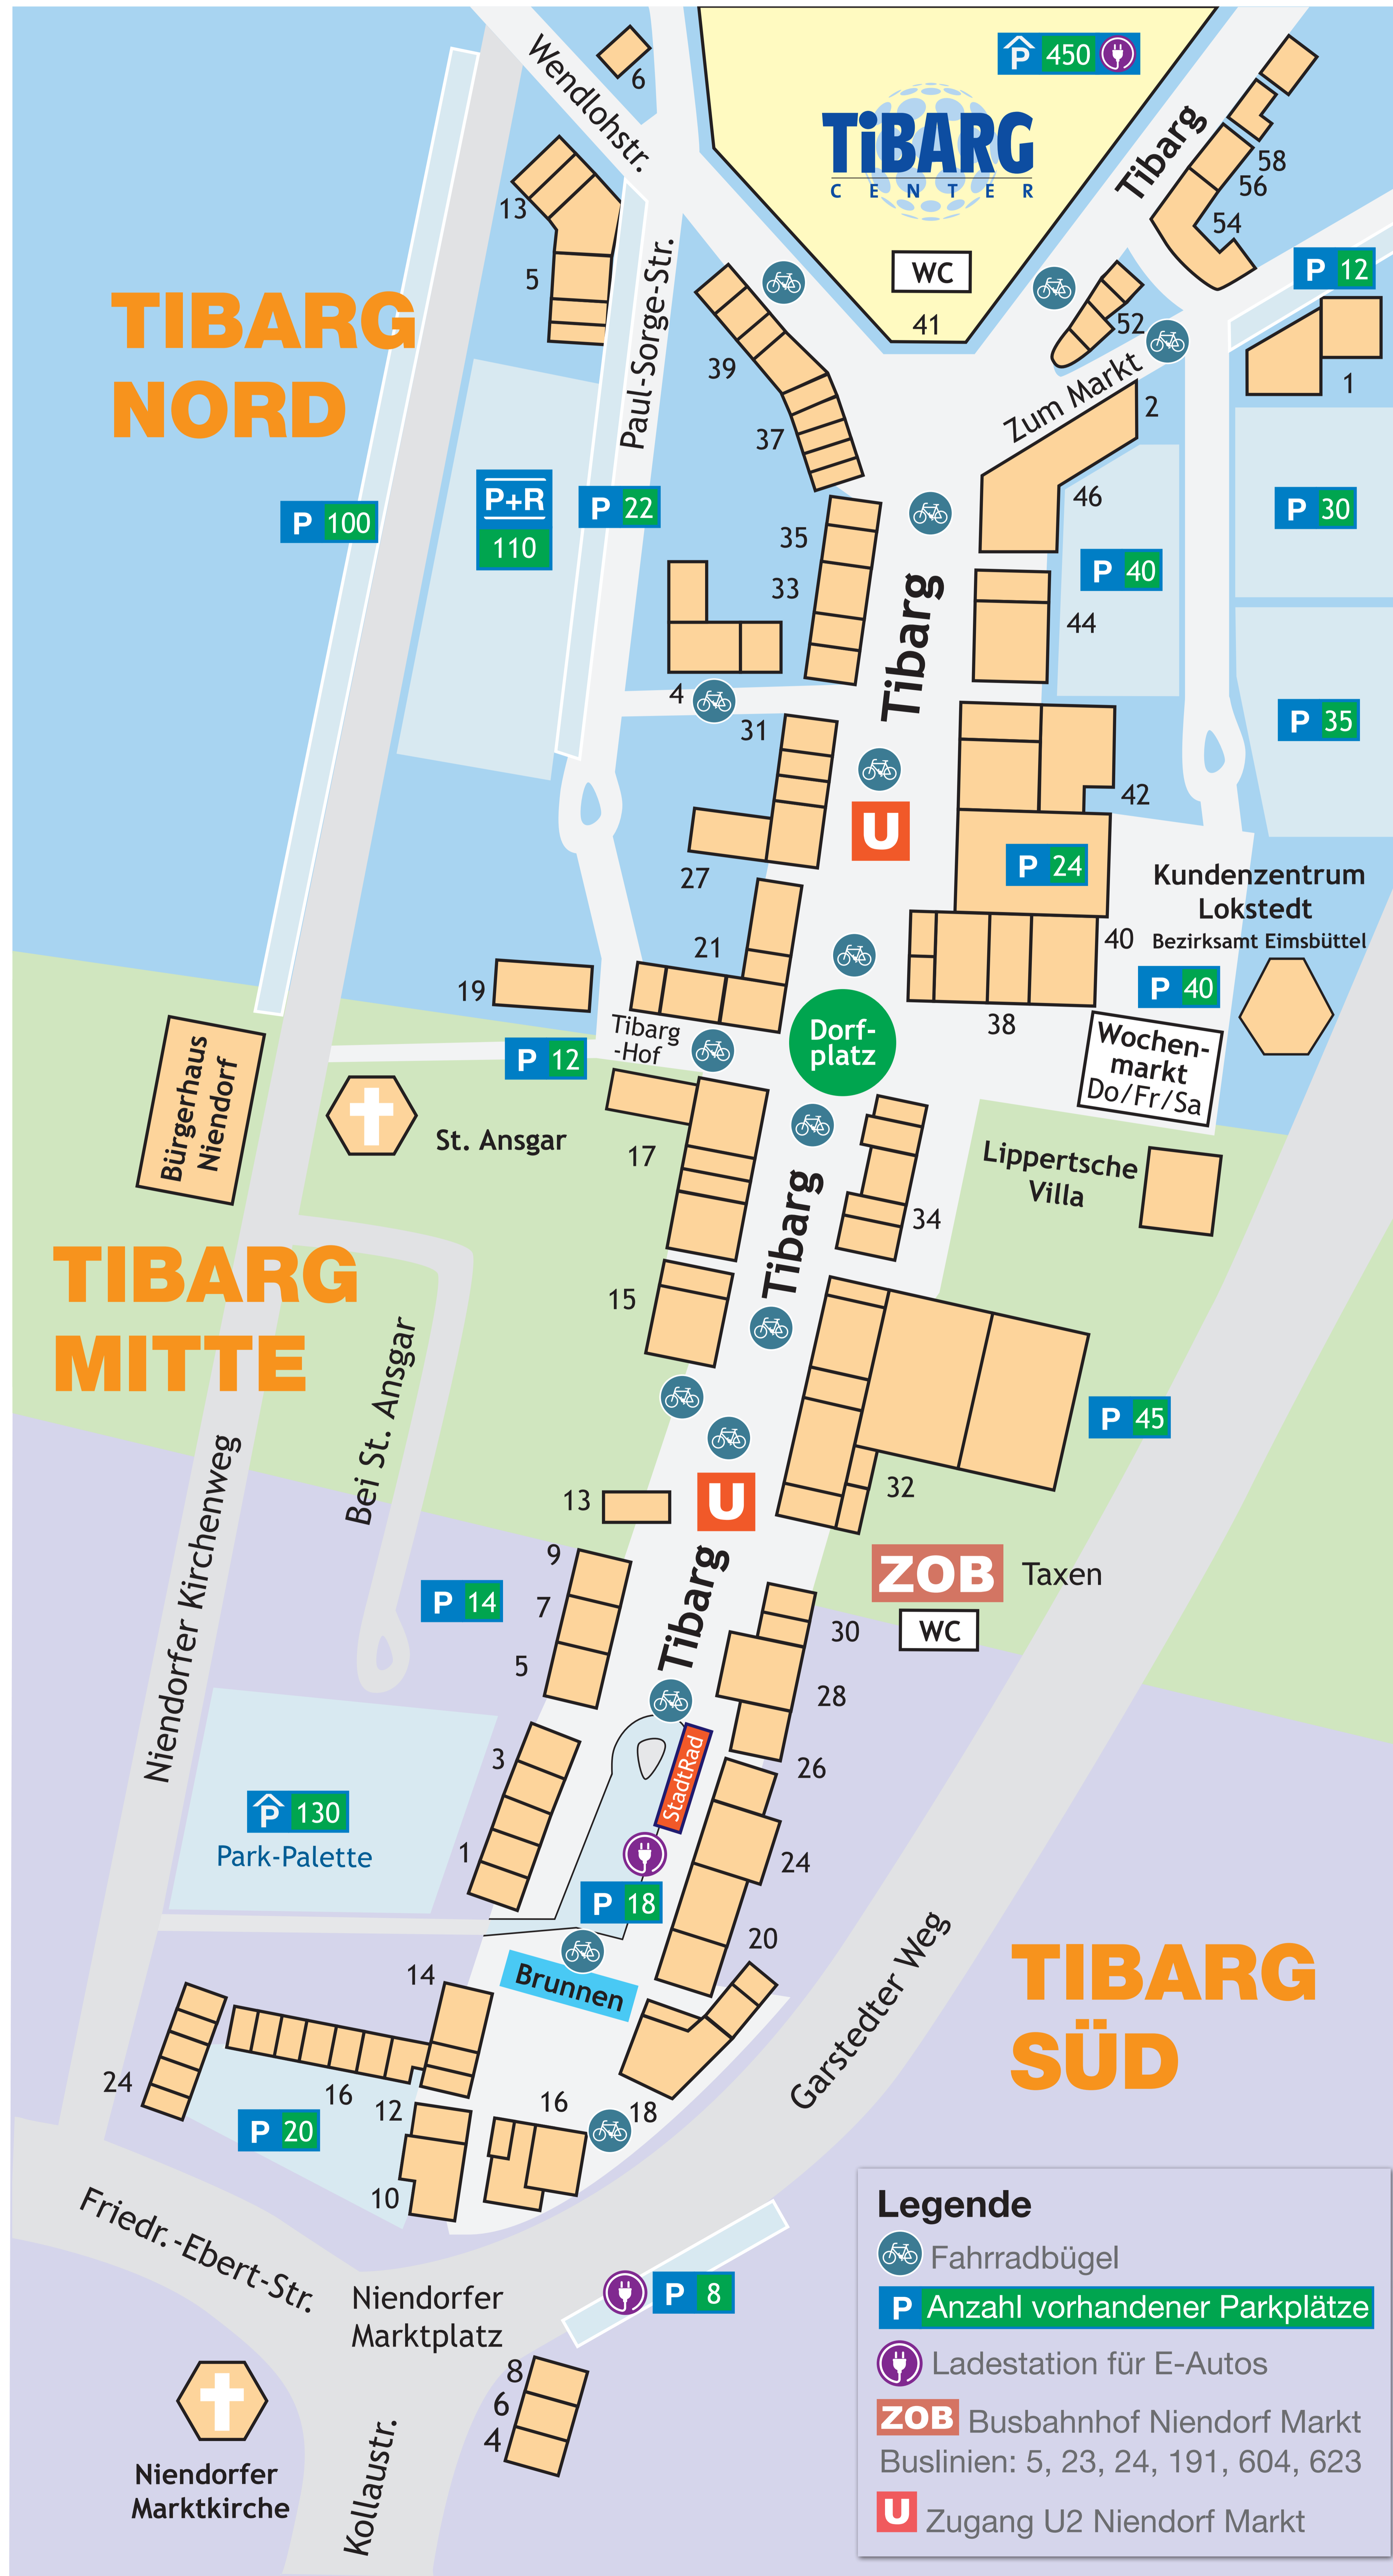 Wendlohstr.
6
P 450
TiBARG
CENTER
Tibarg
58
56
54
13
5
Paul-Sorge-Str.
WC
41
52
P 12
1
TIBARG
NORD
39
37
Zum Markt
2
46
P 100
P+R
110
P 22
35
33
P 40
P 30
44
Tibarg
4
31
P 35
42
U
27
P 24
Kundenzentrum
Lokstedt
Bezirksamt Eimsbüttel
21
40
19
P 40
38
Tibarg
-Hof
Dorf-
platz
P 12
Wochen-
markt
Do/Fr/Sa
Bürgerhaus
Niendorf
St. Ansgar
17
Tibarg
34
Lippertsche
Villa
TIBARG
MITTE
15
Bei St. Ansgar
P 45
Niendorfer Kirchenweg
13
U
32
9
7
5
P 14
Tibarg
ZOB
Taxen
WC
30
28
3
StadtRad
26
P 130
Park-Palette
1
24
P 18
20
Brunnen
14
Garstedter Weg
TIBARG
SÜD
24
16
12
P 20
10
16
18
Friedr.-Ebert-Str.
Niendorfer
Marktplatz
P 8
8
6
4
Niendorfer
Marktkirche
Kollaustr.
Legende
Fahrradbügel
P Anzahl vorhandener Parkplätze
Ladestation für E-Autos
ZOB Busbahnhof Niendorf Markt
Buslinien: 5, 23, 24, 191, 604, 623
U Zugang U2 Niendorf Markt